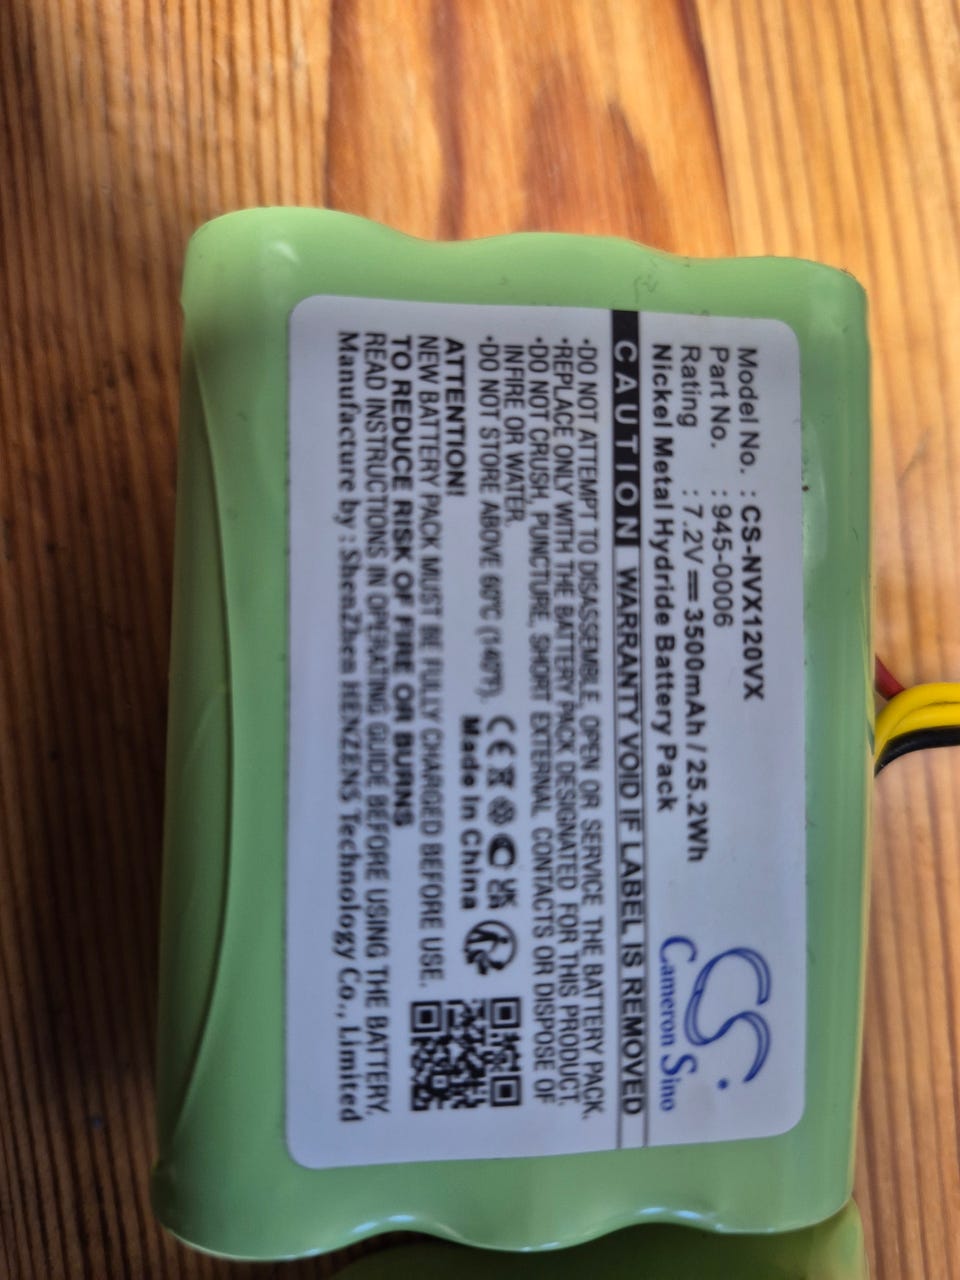 Model No. : CS-NVX120VX
Part No. : 945-0006
Rating : 7.2V⎓3500mAh / 25.2Wh
Nickel Metal Hydride Battery Pack
CS
Cameron Sino
CAUTION WARRANTY VOID IF LABEL IS REMOVED
•DO NOT ATTEMPT TO DISASSEMBLE, OPEN OR SERVICE THE BATTERY PACK.
•REPLACE ONLY WITH THE BATTERY PACK DESIGNATED FOR THIS PRODUCT.
•DO NOT CRUSH, PUNCTURE, SHORT EXTERNAL CONTACTS OR DISPOSE OF
INFIRE OR WATER.
•DO NOT STORE ABOVE 60°C (140°F).
CE UK CA
ATTENTION! Made In China
NEW BATTERY PACK MUST BE FULLY CHARGED BEFORE USE.
TO REDUCE RISK OF FIRE OR BURNS
READ INSTRUCTIONS IN OPERATING GUIDE BEFORE USING THE BATTERY.
Manufacture by : ShenZhen HENZENS Technology Co., Limited